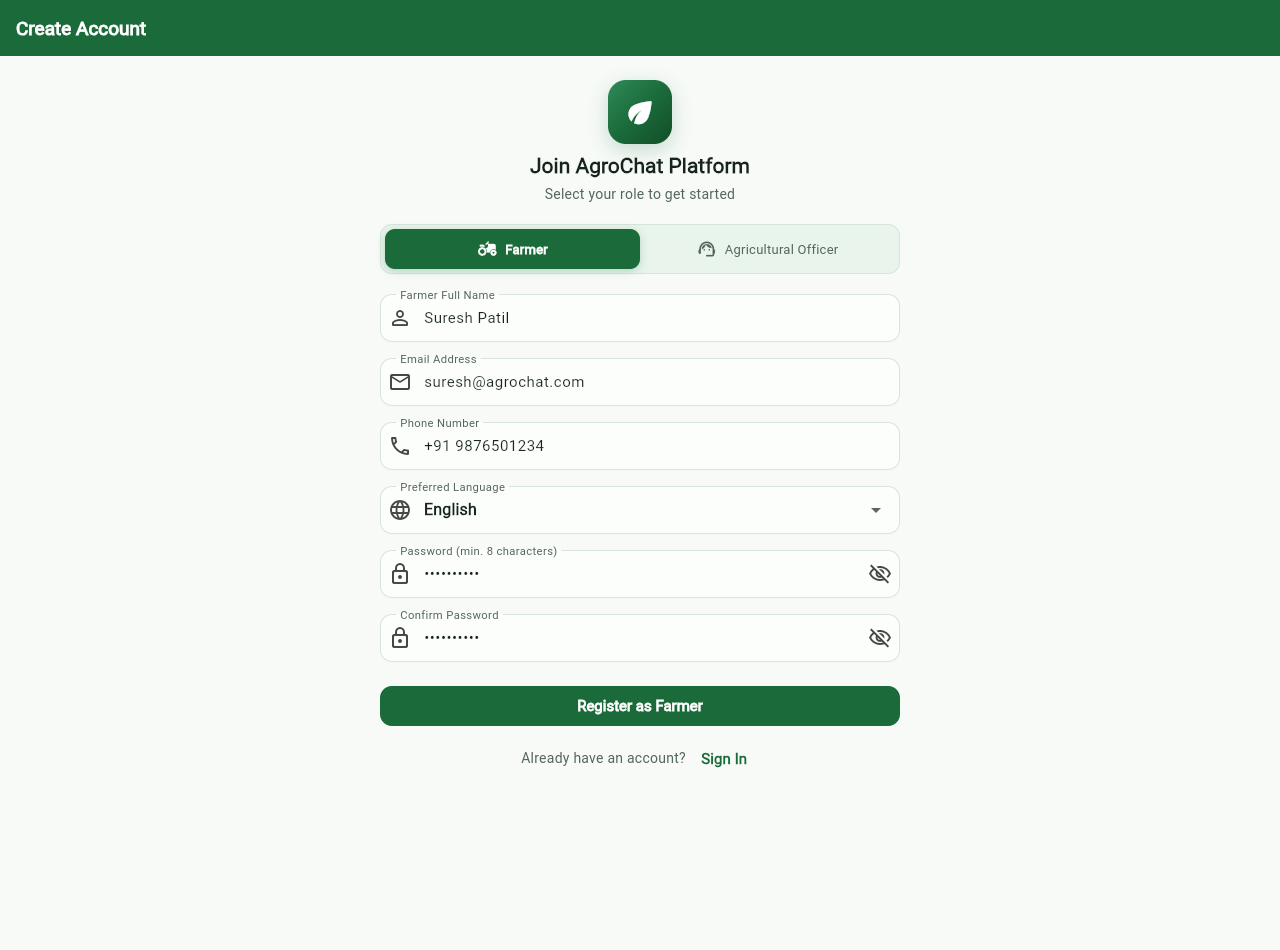 Create Account
Join AgroChat Platform
Select your role to get started
Farmer
Agricultural Officer
Farmer Full Name
Suresh Patil
Email Address
suresh@agrochat.com
Phone Number
+91 9876501234
Preferred Language
English
Password (min. 8 characters)
••••••••••
Confirm Password
••••••••••
Register as Farmer
Already have an account? Sign In